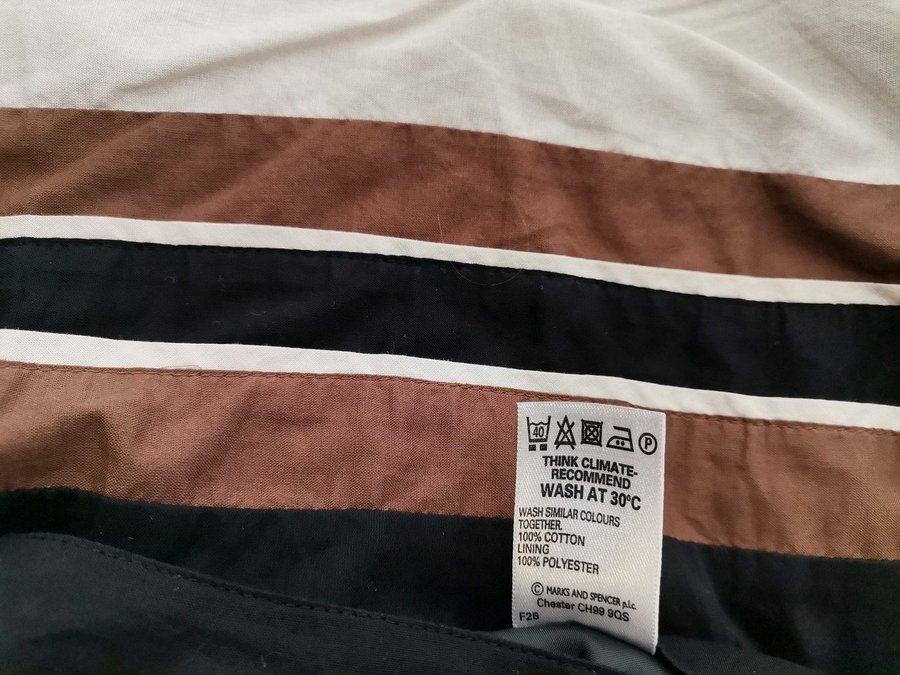 40 P
THINK CLIMATE-
RECOMMEND
WASH AT 30°C
WASH SIMILAR COLOURS
TOGETHER.
100% COTTON
LINING
100% POLYESTER
© MARKS AND SPENCER p.l.c.
Chester CH99 9QS
F26